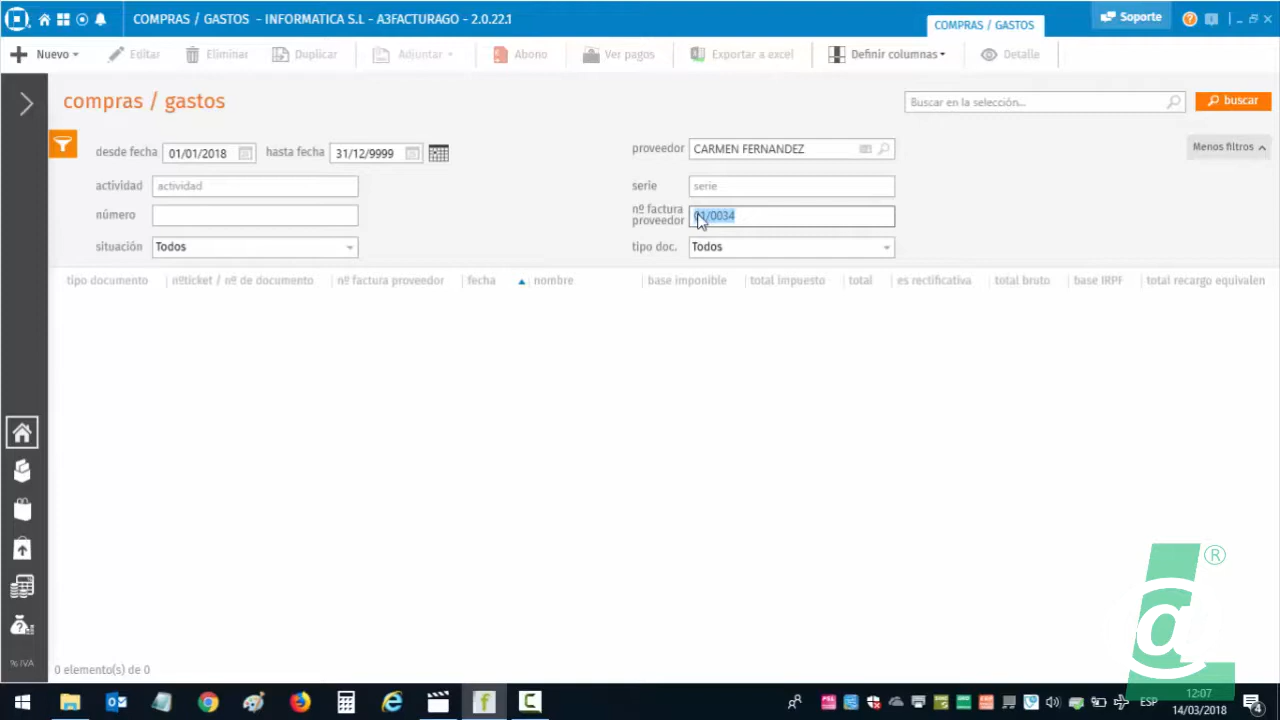 COMPRAS / GASTOS - INFORMATICA S.L - A3FACTURAGO - 2.0.22.1
COMPRAS / GASTOS
Soporte
Nuevo
Editar
Eliminar
Duplicar
Adjuntar
Abono
Ver pagos
Exportar a excel
Definir columnas
Detalle
compras / gastos
Buscar en la selección...
buscar
desde fecha 01/01/2018 hasta fecha 31/12/9999
proveedor CARMEN FERNANDEZ
Menos filtros
actividad actividad
serie serie
número
nº factura
proveedor 01/0034
situación Todos
tipo doc. Todos
tipo documento nºticket / nº de documento nº factura proveedor fecha nombre base imponible total impuesto total es rectificativa total bruto base IRPF total recargo equivalen
% IVA
0 elemento(s) de 0
ESP
12:07
14/03/2018
4